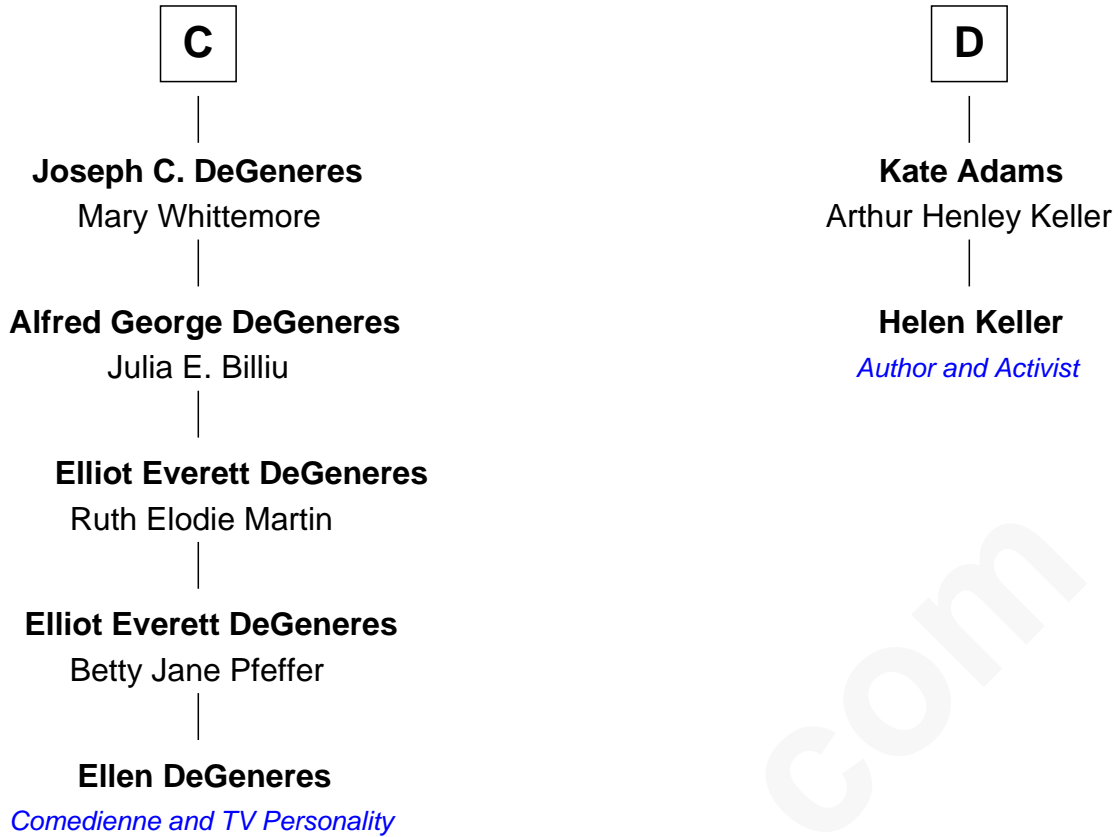 C
Joseph C. DeGeneres
Mary Whittemore
Alfred George DeGeneres
Julia E. Billiu
Elliot Everett DeGeneres
Ruth Elodie Martin
Elliot Everett DeGeneres
Betty Jane Pfeffer
Ellen DeGeneres
Comedienne and TV Personality
D
Kate Adams
Arthur Henley Keller
Helen Keller
Author and Activist
com